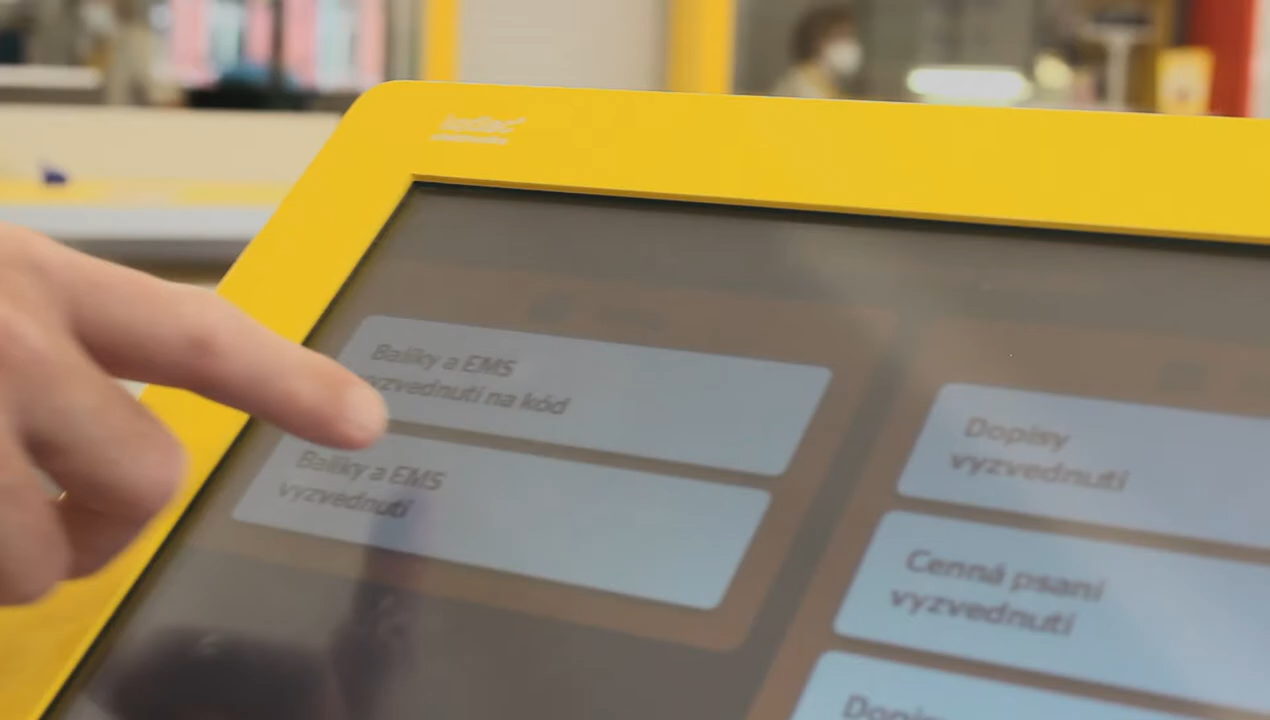 Balíky a EMS
vyzvednutí na kód
Balíky a EMS
vyzvednutí
Dopisy
vyzvednutí
Cenná psaní
vyzvednutí